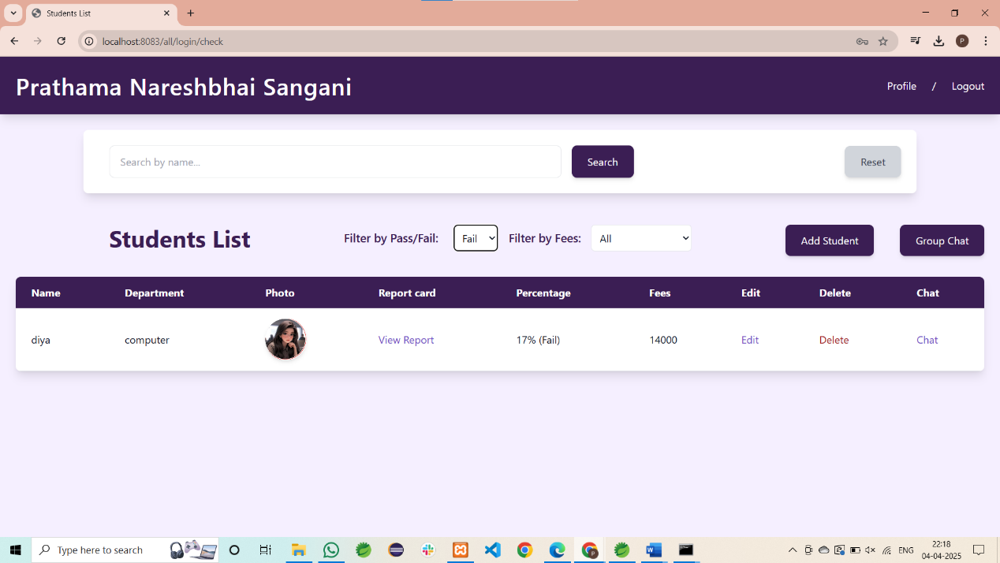 Students List
localhost:8083/all/login/check
P
Prathama Nareshbhai Sangani
Profile / Logout
Search by name...
Search
Reset
Students List
Filter by Pass/Fail:
Fail
Filter by Fees:
All
Add Student
Group Chat
Name Department Photo Report card Percentage Fees Edit Delete Chat
diya computer View Report 17% (Fail) 14000 Edit Delete Chat
Type here to search
ENG
22:18
04-04-2025